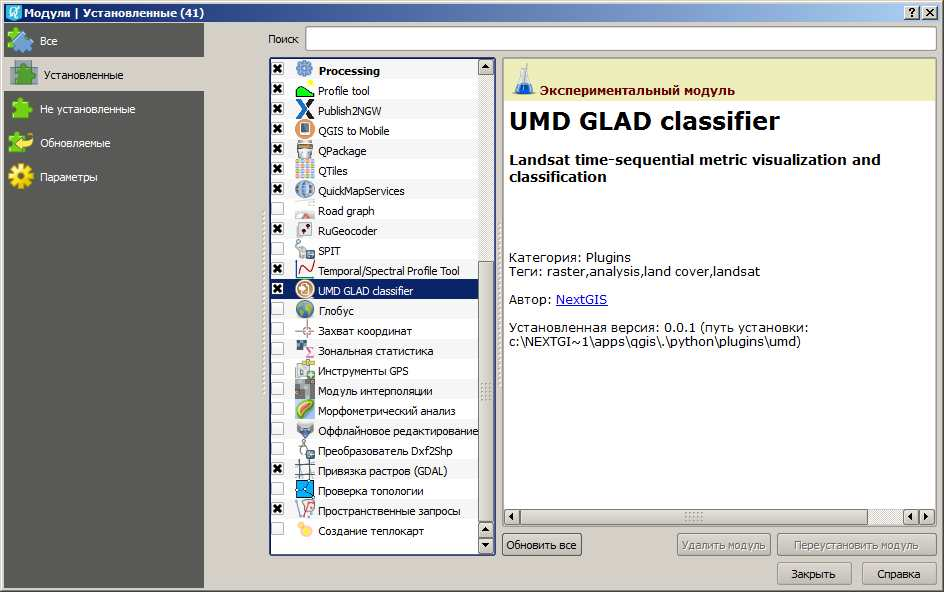 Модули | Установленные (41)
Все
Установленные
Не установленные
Обновляемые
Параметры
Поиск
Processing
Profile tool
Publish2NGW
QGIS to Mobile
QPackage
QTiles
QuickMapServices
Road graph
RuGeocoder
SPIT
Temporal/Spectral Profile Tool
UMD GLAD classifier
Глобус
Захват координат
Зональная статистика
Инструменты GPS
Модуль интерполяции
Морфометрический анализ
Оффлайновое редактирование
Преобразователь Dxf2Shp
Привязка растров (GDAL)
Проверка топологии
Пространственные запросы
Создание теплокарт
Экспериментальный модуль
UMD GLAD classifier
Landsat time-sequential metric visualization and
classification
Категория: Plugins
Теги: raster,analysis,land cover,landsat
Автор: NextGIS
Установленная версия: 0.0.1 (путь установки:
c:\NEXTGI~1\apps\qgis\.\python\plugins\umd)
Обновить все
Удалить модуль
Переустановить модуль
Закрыть
Справка